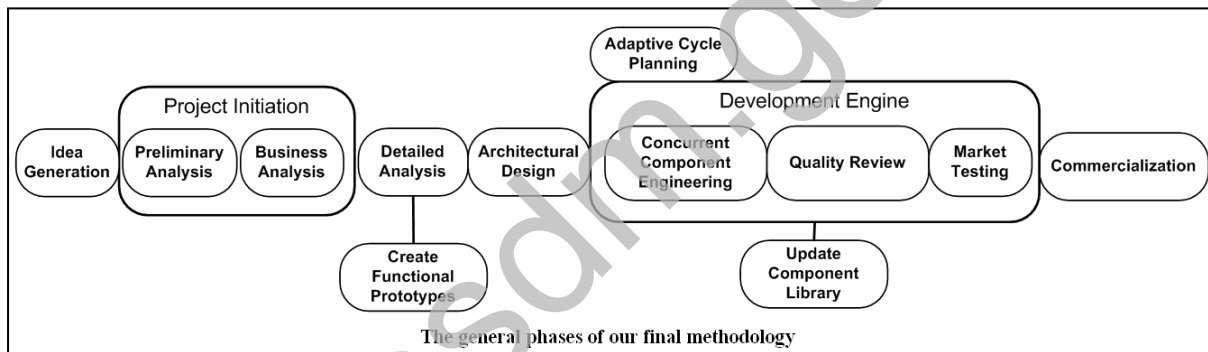 Adaptive Cycle
Planning
Project Initiation
Development Engine
Idea
Generation
Preliminary
Analysis
Business
Analysis
Detailed
Analysis
Architectural
Design
Concurrent
Component
Engineering
Quality Review
Market
Testing
Commercialization
Create
Functional
Prototypes
Update
Component
Library
The general phases of our final methodology